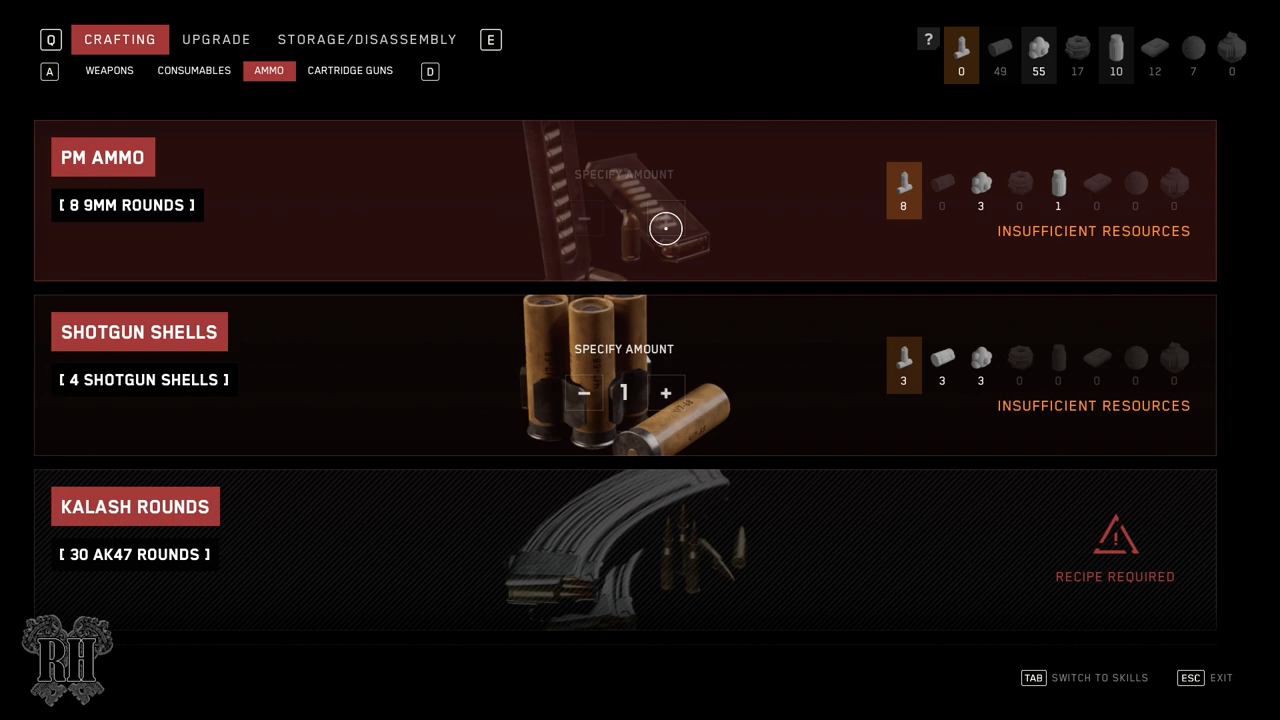 Q CRAFTING UPGRADE STORAGE/DISASSEMBLY E
A WEAPONS CONSUMABLES AMMO CARTRIDGE GUNS D
?
0 49 55 17 10 12 7 0
PM AMMO
[ 8 9MM ROUNDS ]
SPECIFY AMOUNT
8 0 3 0 1 0 0 0
INSUFFICIENT RESOURCES
SHOTGUN SHELLS
[ 4 SHOTGUN SHELLS ]
SPECIFY AMOUNT
− 1 +
3 3 3 0 0 0 0 0
INSUFFICIENT RESOURCES
KALASH ROUNDS
[ 30 AK47 ROUNDS ]
RECIPE REQUIRED
RH
TAB SWITCH TO SKILLS ESC EXIT